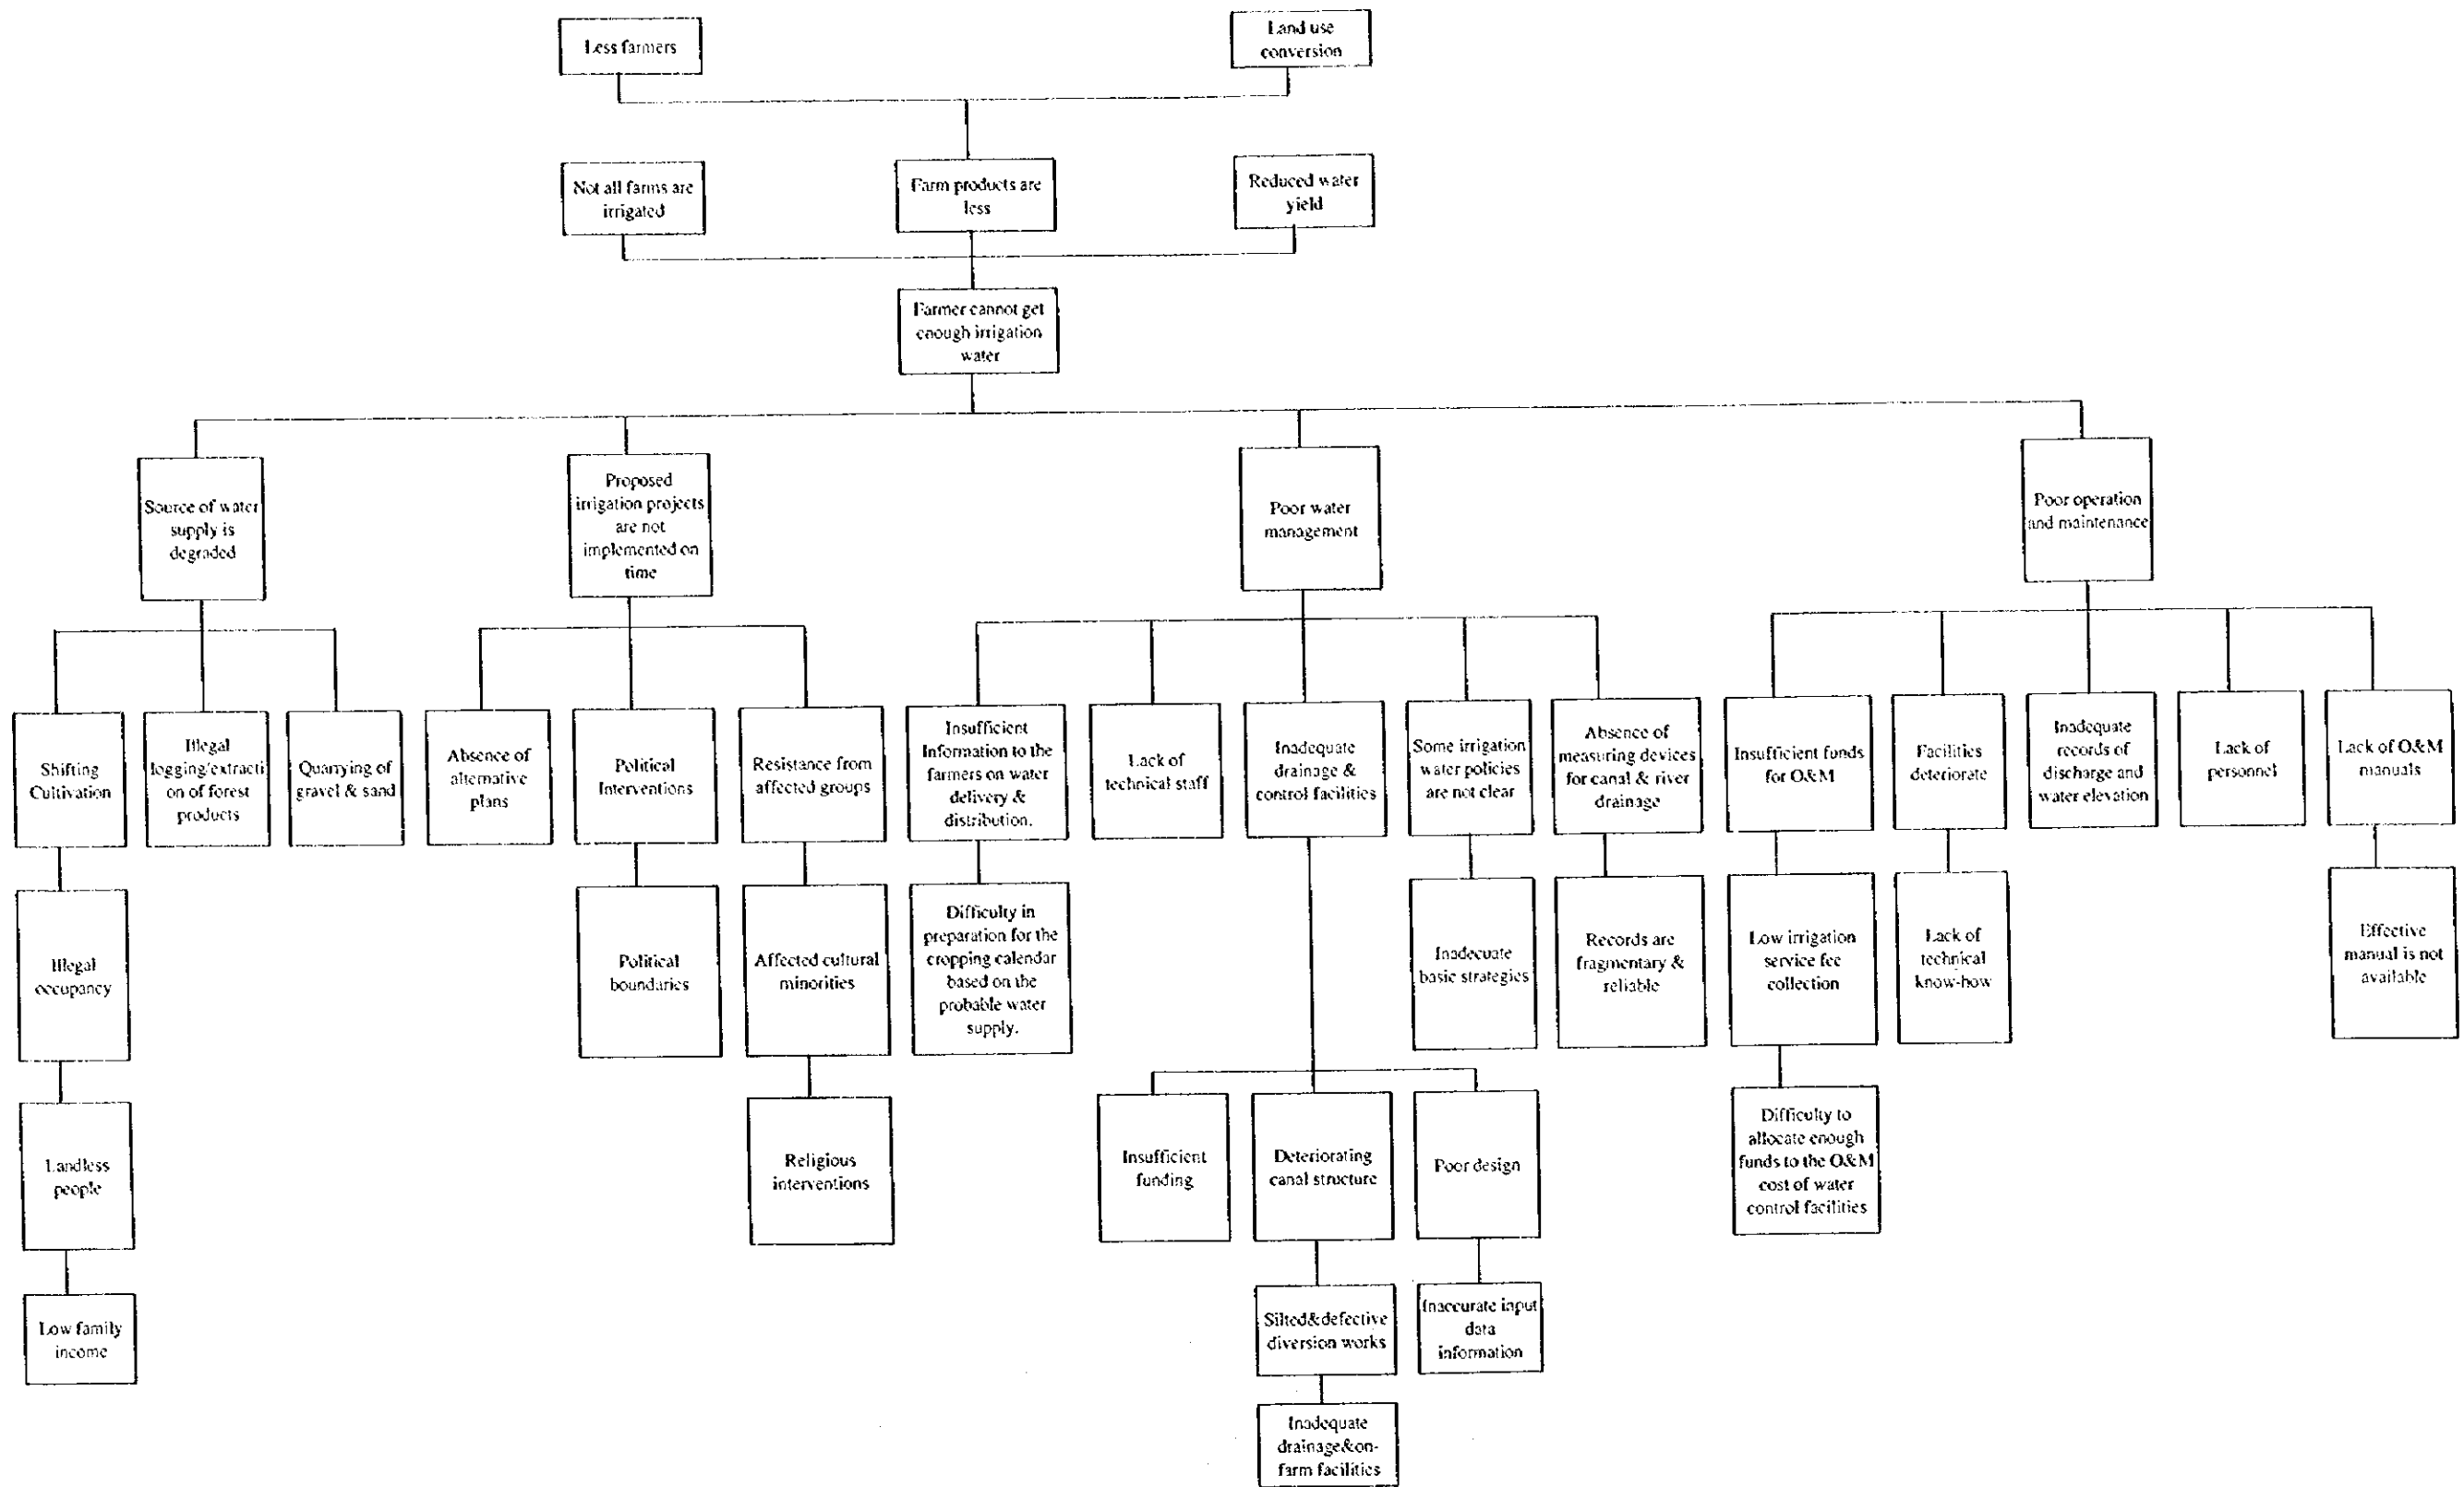 Less farmers
Land use
conversion
Not all farms are
irrigated
Farm products are
less
Reduced water
yield
Farmer cannot get
enough irrigation
water
Source of water
supply is
degraded
Proposed
irrigation projects
are not
implemented on
time
Poor water
management
Poor operation
and maintenance
Shifting
Cultivation
Illegal
logging/extracti
on of forest
products
Quarrying of
gravel & sand
Absence of
alternative
plans
Political
Interventions
Resistance from
affected groups
Insufficient
Information to the
farmers on water
delivery &
distribution.
Lack of
technical staff
Inadequate
drainage &
control facilities
Some irrigation
water policies
are not clear
Absence of
measuring devices
for canal & river
drainage
Insufficient funds
for O&M
Facilities
deteriorate
Inadequate
records of
discharge and
water elevation
Lack of
personnel
Lack of O&M
manuals
Illegal
occupancy
Political
boundaries
Affected cultural
minorities
Difficulty in
preparation for the
cropping calendar
based on the
probable water
supply.
Inadecuate
basic strategies
Records are
fragmentary &
reliable
Low irrigation
service fee
collection
Lack of
technical
know-how
Effective
manual is not
available
Landless
people
Religious
interventions
Insufficient
funding
Deteriorating
canal structure
Poor design
Difficulty to
allocate enough
funds to the O&M
cost of water
control facilities
Low family
income
Silted&defective
diversion works
Inaccurate input
data
information
Inadequate
drainage&on-
farm facilities